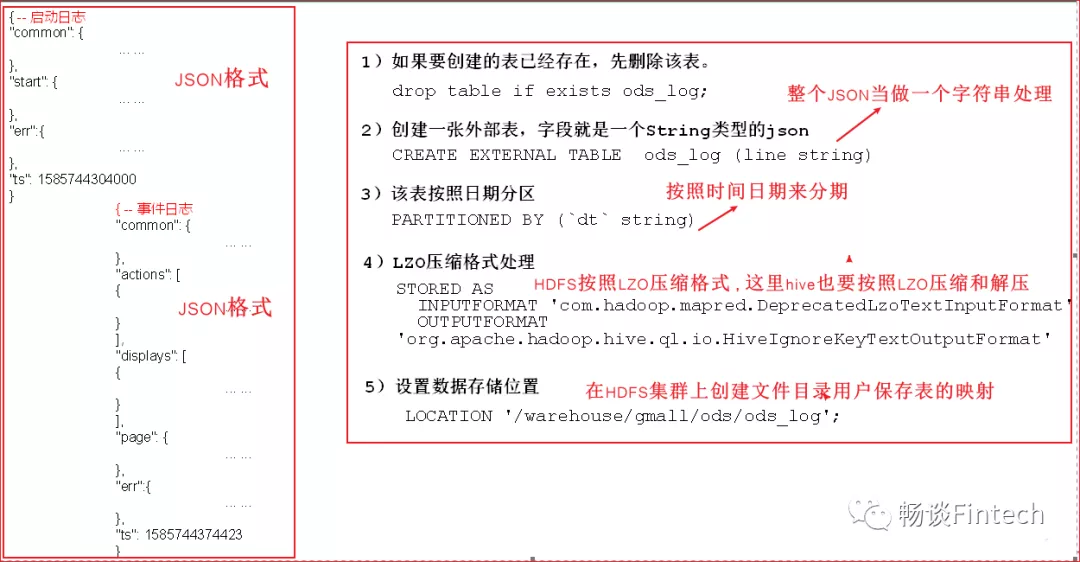 { -- 启动日志
"common": {
... ...
},
"start": {
... ...
},
"err":{
... ...
},
"ts": 1585744304000
}
JSON格式
{ -- 事件日志
"common": {
... ...
},
"actions": [
{
... ...
}
],
"displays": [
{
... ...
}
],
"page": {
... ...
},
"err":{
... ...
},
"ts": 1585744374423
}
JSON格式
1）如果要创建的表已经存在，先删除该表。
drop table if exists ods_log;
整个JSON当做一个字符串处理
2）创建一张外部表，字段就是一个String类型的json
CREATE EXTERNAL TABLE ods_log (line string)
3）该表按照日期分区
按照时间日期来分期
PARTITIONED BY (`dt` string)
4）LZO压缩格式处理
HDFS按照LZO压缩格式,这里hive也要按照LZO压缩和解压
STORED AS
INPUTFORMAT 'com.hadoop.mapred.DeprecatedLzoTextInputFormat'
OUTPUTFORMAT
'org.apache.hadoop.hive.ql.io.HiveIgnoreKeyTextOutputFormat'
5）设置数据存储位置
在HDFS集群上创建文件目录用户保存表的映射
LOCATION '/warehouse/gmall/ods/ods_log';
畅谈Fintech